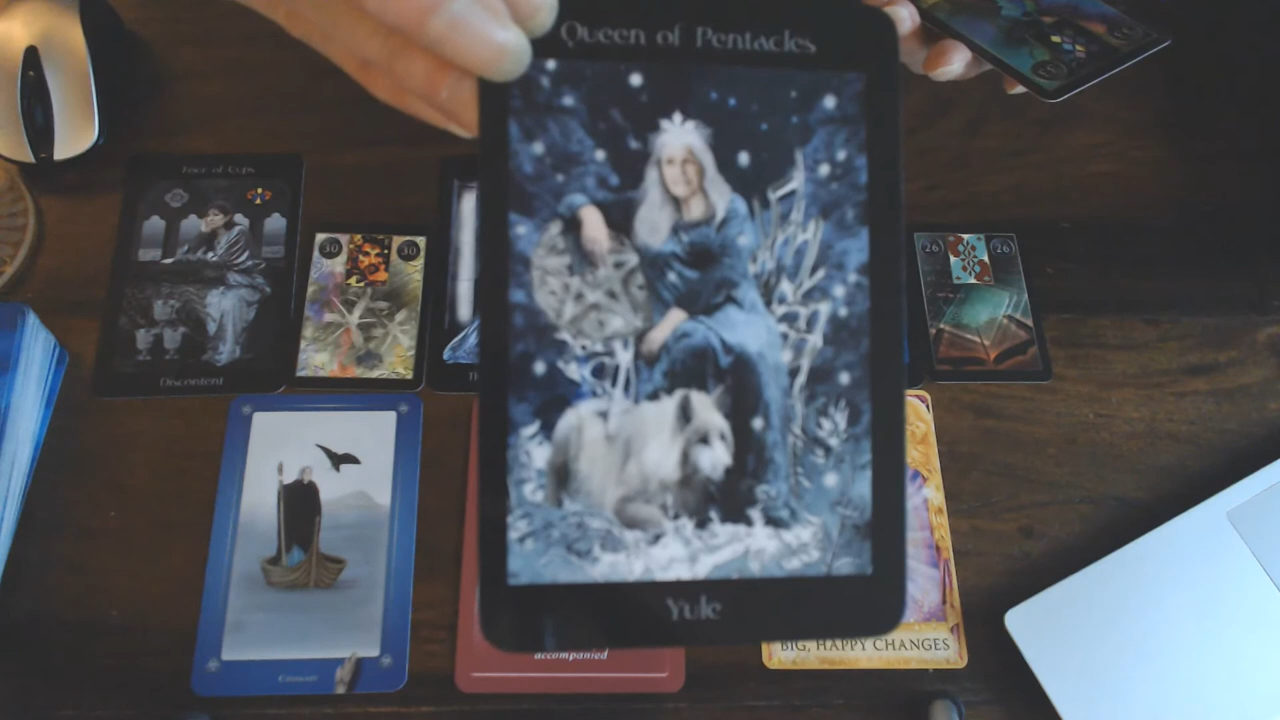 Queen of Pentacles
Four of Cups
30 30
26 26
Discontent
Yule
accompanied
BIG, HAPPY CHANGES